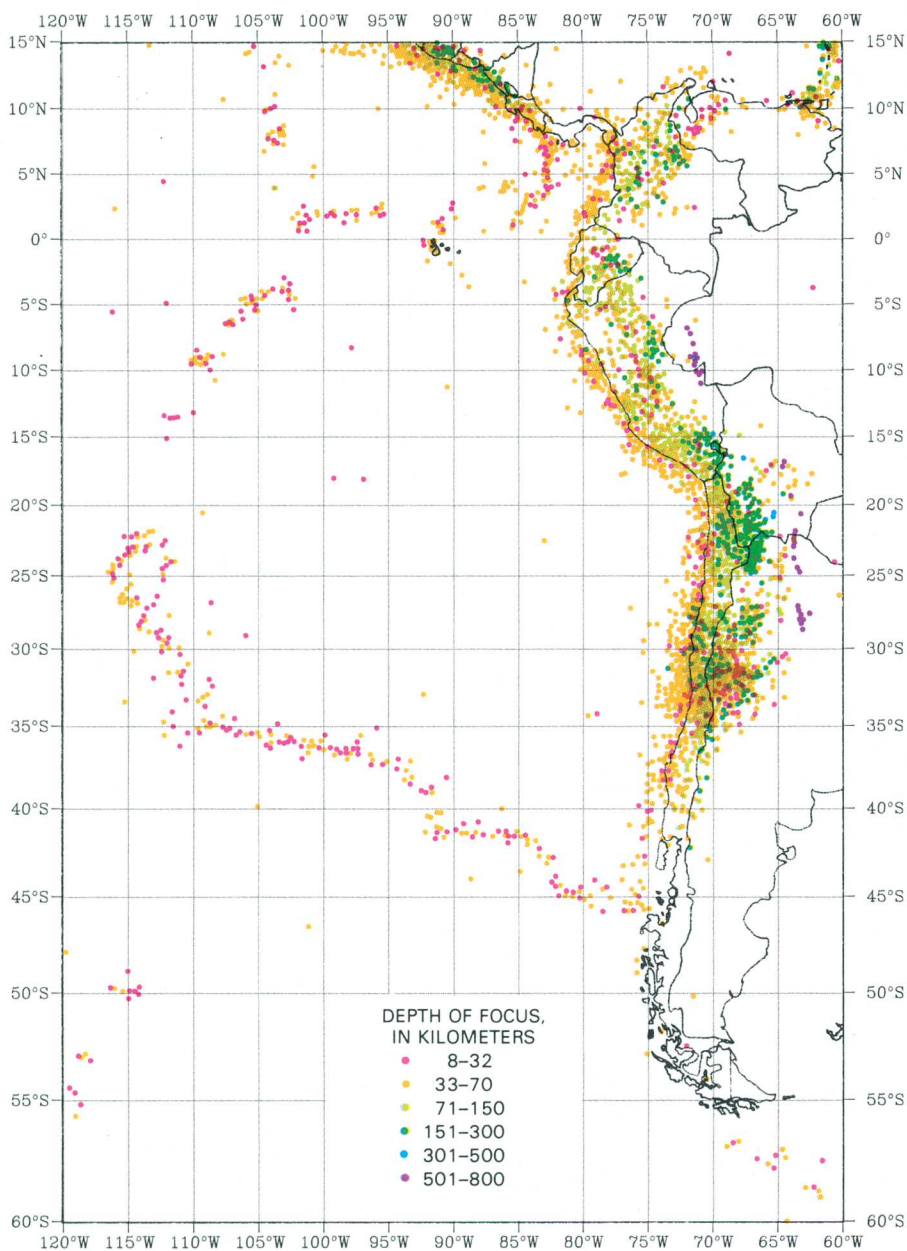 120°W 115°W 110°W 105°W 100°W 95°W 90°W 85°W 80°W 75°W 70°W 65°W 60°W
15°N 15°N
10°N 10°N
5°N 5°N
0° 0°
5°S 5°S
10°S 10°S
15°S 15°S
20°S 20°S
25°S 25°S
30°S 30°S
35°S 35°S
40°S 40°S
45°S 45°S
50°S 50°S
DEPTH OF FOCUS,
IN KILOMETERS
8–32
33–70
71–150
55°S 55°S
151–300
301–500
501–800
60°S 60°S
120°W 115°W 110°W 105°W 100°W 95°W 90°W 85°W 80°W 75°W 70°W 65°W 60°W